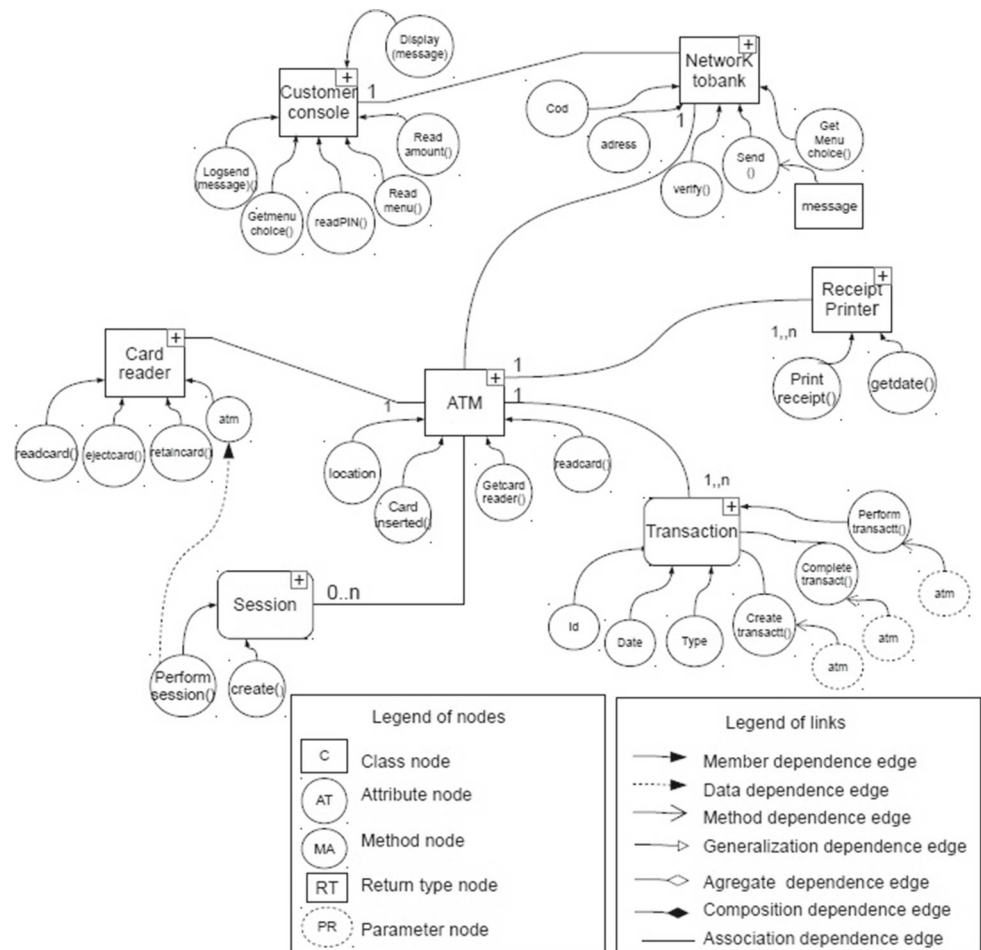 Display
(message)
+
Customer
console
1
Logsend
(message)()
Getmenu
choice()
readPIN()
Read
menu()
Read
amount()
+
Network
tobank
1
Cod
adress
verify()
Send
()
Get
Menu
choice()
message
+
Receipt
Printer
1,,n
Print
receipt()
getdate()
+
Card
reader
readcard()
ejectcard()
retaincard()
atm
+
ATM
1
1
1
location
Card
inserted()
Getcard
reader()
readcard()
1,,n
+
Transaction
Perform
transactt()
atm
Complete
transact()
atm
Create
transactt()
atm
Id
Date
Type
+
Session
0..n
Perform
session()
create()
Legend of nodes
C Class node
AT Attribute node
MA Method node
RT Return type node
PR Parameter node
Legend of links
Member dependence edge
Data dependence edge
Method dependence edge
Generalization dependence edge
Agregate dependence edge
Composition dependence edge
Association dependence edge